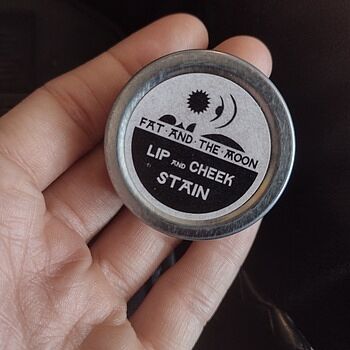 FAT · AND · THE · MOON
LIP AND CHEEK
STAIN